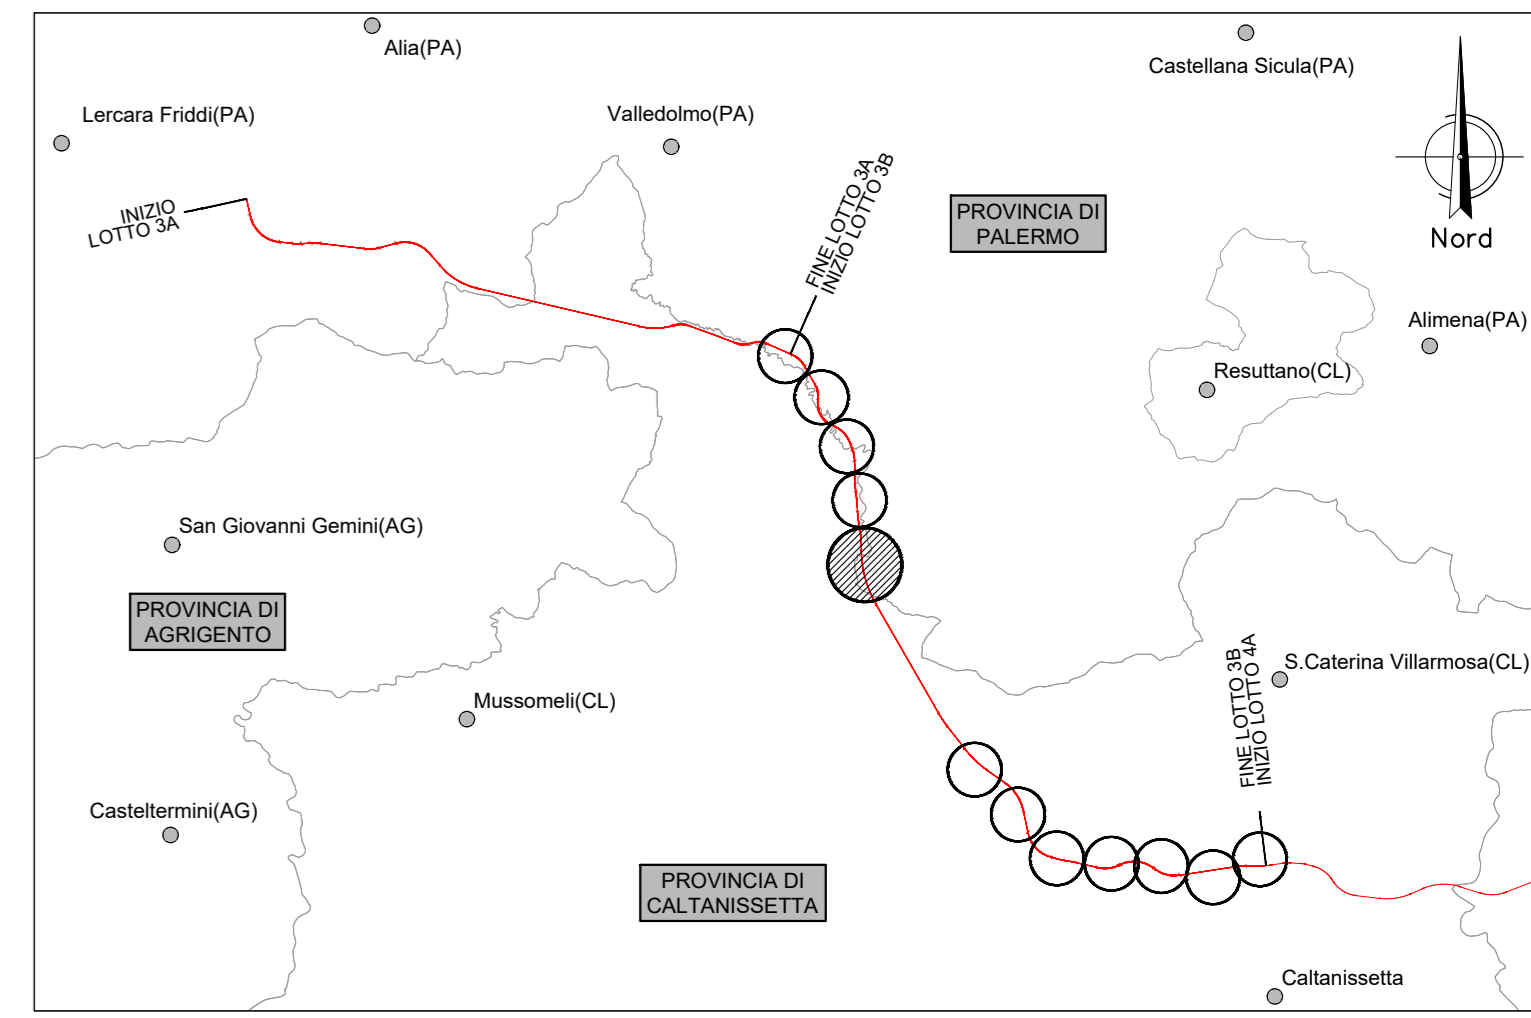 Alia(PA)
Castellana Sicula(PA)
Lercara Friddi(PA)
Valledolmo(PA)
INIZIO
LOTTO 3A
FINE LOTTO 3A
INIZIO LOTTO 3B
PROVINCIA DI
PALERMO
Nord
Alimena(PA)
Resuttano(CL)
San Giovanni Gemini(AG)
PROVINCIA DI
AGRIGENTO
Mussomeli(CL)
FINE LOTTO 3B
INIZIO LOTTO 4A
S.Caterina Villarmosa(CL)
Casteltermini(AG)
PROVINCIA DI
CALTANISSETTA
Caltanissetta